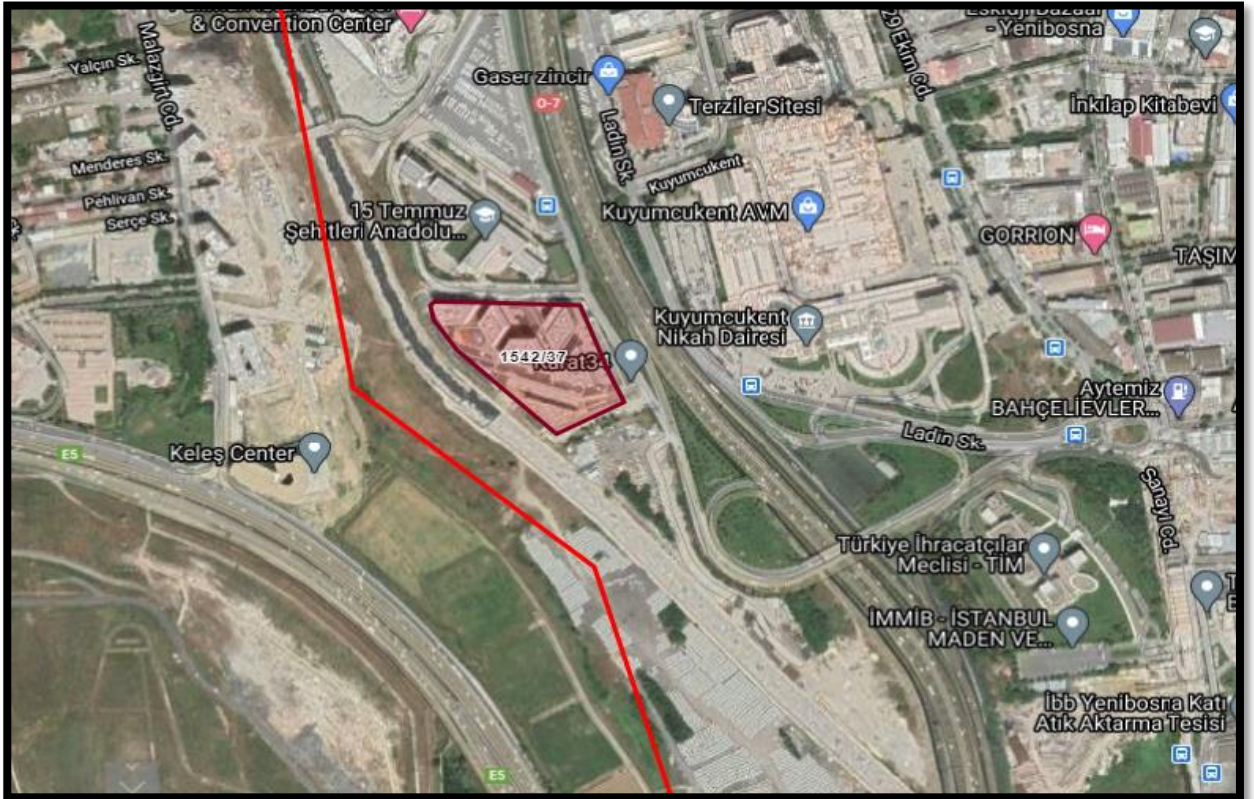 & Convention Center
Malazgirt Cd.
Yalçın Sk.
Menderes Sk.
Pehlivan Sk.
Serçe Sk.
15 Temmuz
Şehitleri Anadolu...
Gaser zincir
O-7
Ladin Sk.
Terziler Sitesi
29 Ekim Cd.
- Yenibosna
İnkılap Kitabevi
Kuyumcukent
Kuyumcukent AVM
GORRION
TAŞIM
Kuyumcukent
Nikah Dairesi
1542/37
Karat34
Aytemiz
BAHÇELİEVLER...
Ladin Sk.
Keleş Center
E5
Sanayi Cd.
Türkiye İhracatçılar
Meclisi - TİM
İMMİB - İSTANBUL
MADEN VE...
İbb Yenibosna Katı
Atık Aktarma Tesisi
E5